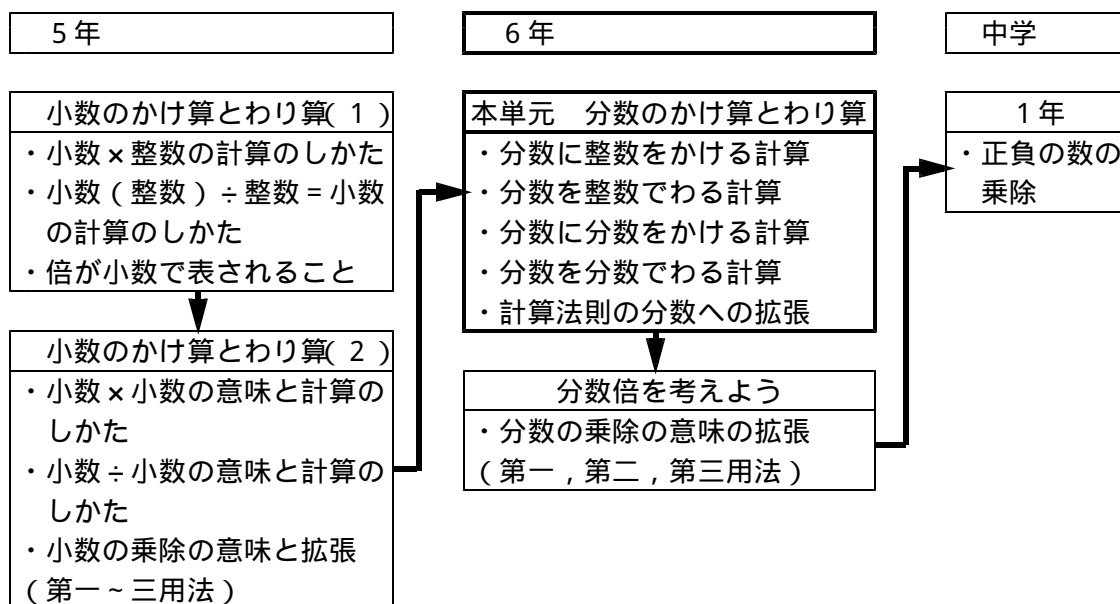 5年
小数のかけ算とわり算(1)
・小数×整数の計算のしかた
・小数(整数)÷整数=小数
の計算のしかた
・倍が小数で表されること
小数のかけ算とわり算(2)
・小数×小数の意味と計算の
しかた
・小数÷小数の意味と計算の
しかた
・小数の乗除の意味と拡張
(第一~三用法)
6年
本単元 分数のかけ算とわり算
・分数に整数をかける計算
・分数を整数でわる計算
・分数に分数をかける計算
・分数を分数でわる計算
・計算法則の分数への拡張
分数倍を考えよう
・分数の乗除の意味の拡張
(第一,第二,第三用法)
中学
1年
・正負の数の
乗除